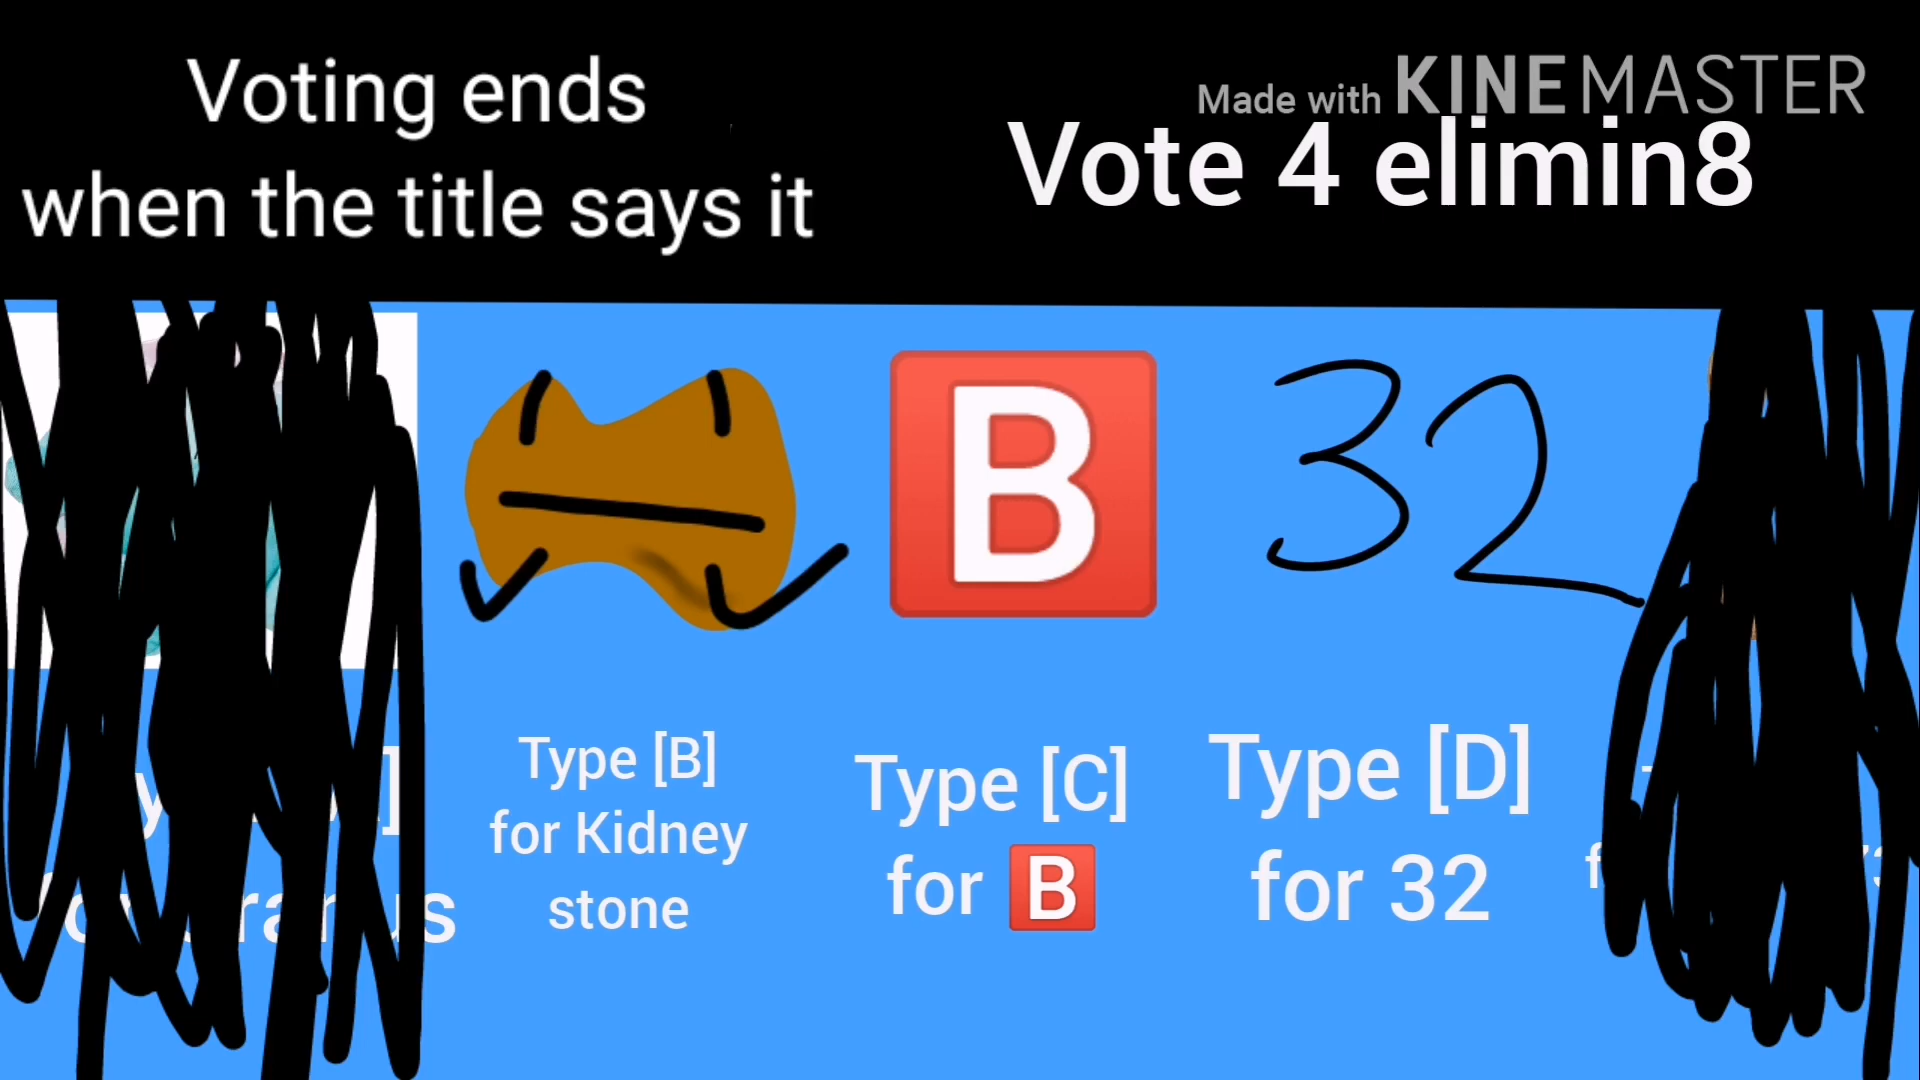 Voting ends
when the title says it
Made with KINEMASTER
Vote 4 elimin8
32
Type [B]
for Kidney
stone
Type [C]
for 🅱
Type [D]
for 32